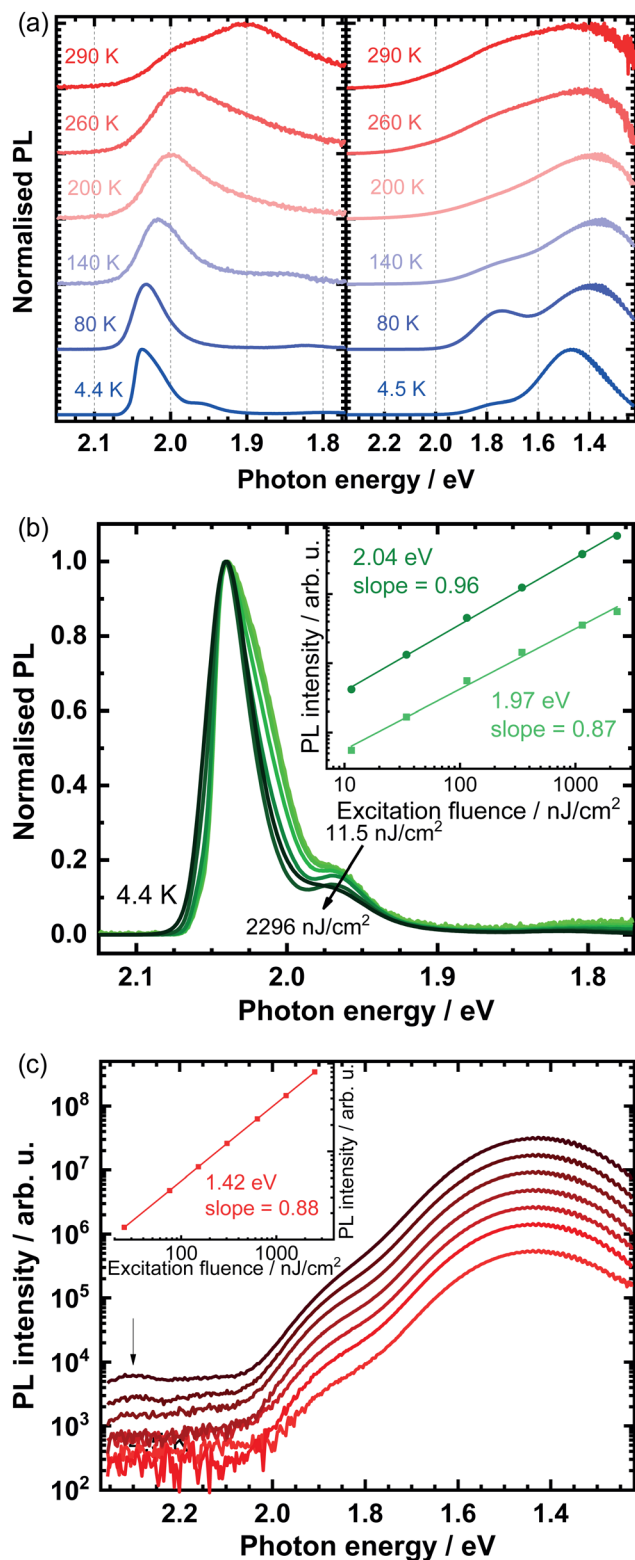 (a)
Normalised PL
290 K
260 K
200 K
140 K
80 K
4.4 K
290 K
260 K
200 K
140 K
80 K
4.5 K
2.1 2.0 1.9 1.8
2.2 2.0 1.8 1.6 1.4
Photon energy / eV
Photon energy / eV
(b)
Normalised PL
1.0
0.8
0.6
0.4
0.2
0.0
4.4 K
PL intensity / arb. u.
2.04 eV
slope = 0.96
1.97 eV
slope = 0.87
10 100 1000
Excitation fluence / nJ/cm²
11.5 nJ/cm²
2296 nJ/cm²
2.1 2.0 1.9 1.8
Photon energy / eV
(c)
PL intensity / arb. u.
10⁸
10⁷
10⁶
10⁵
10⁴
10³
10²
1.42 eV
slope = 0.88
PL intensity / arb. u.
100 1000
Excitation fluence / nJ/cm²
2.2 2.0 1.8 1.6 1.4
Photon energy / eV